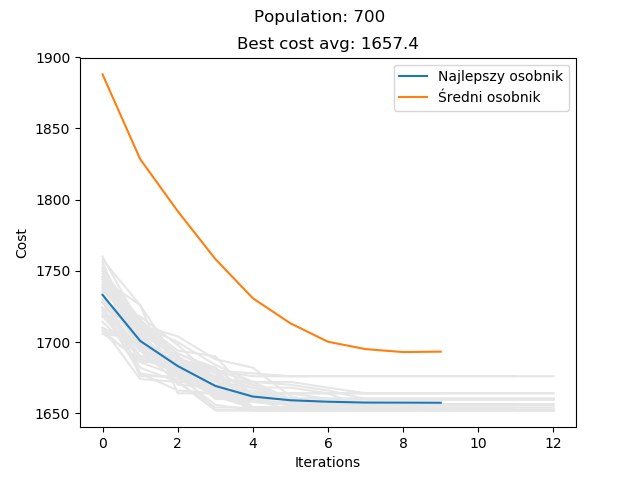 Population: 700
Best cost avg: 1657.4
1900
1850
1800
1750
1700
1650
Cost
Najlepszy osobnik
Średni osobnik
0 2 4 6 8 10 12
Iterations